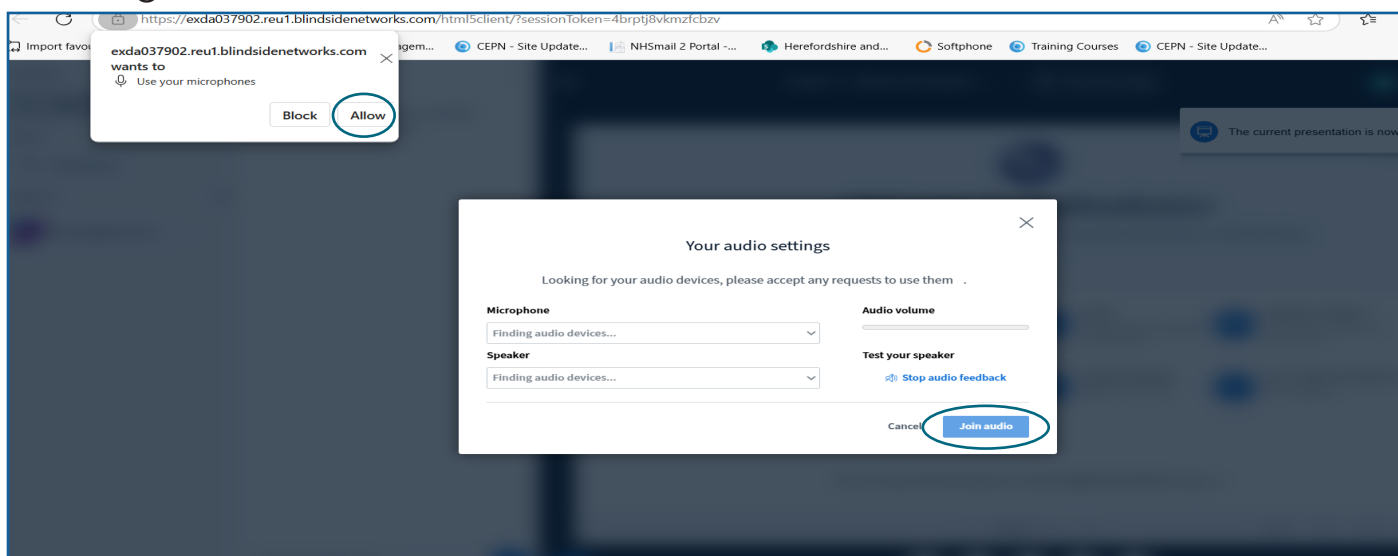 https://exda037902.reu1.blindsidenetworks.com/html5client/?sessionToken=4brptj8vkmzfcbzv
Import favou
agem... CEPN - Site Update... NHSmail 2 Portal -... Herefordshire and... Softphone Training Courses CEPN - Site Update...
exda037902.reu1.blindsidenetworks.com
wants to
Use your microphones
Block Allow
The current presentation is now
Your audio settings
Looking for your audio devices, please accept any requests to use them .
Microphone Audio volume
Finding audio devices...
Speaker Test your speaker
Finding audio devices... Stop audio feedback
Cancel Join audio